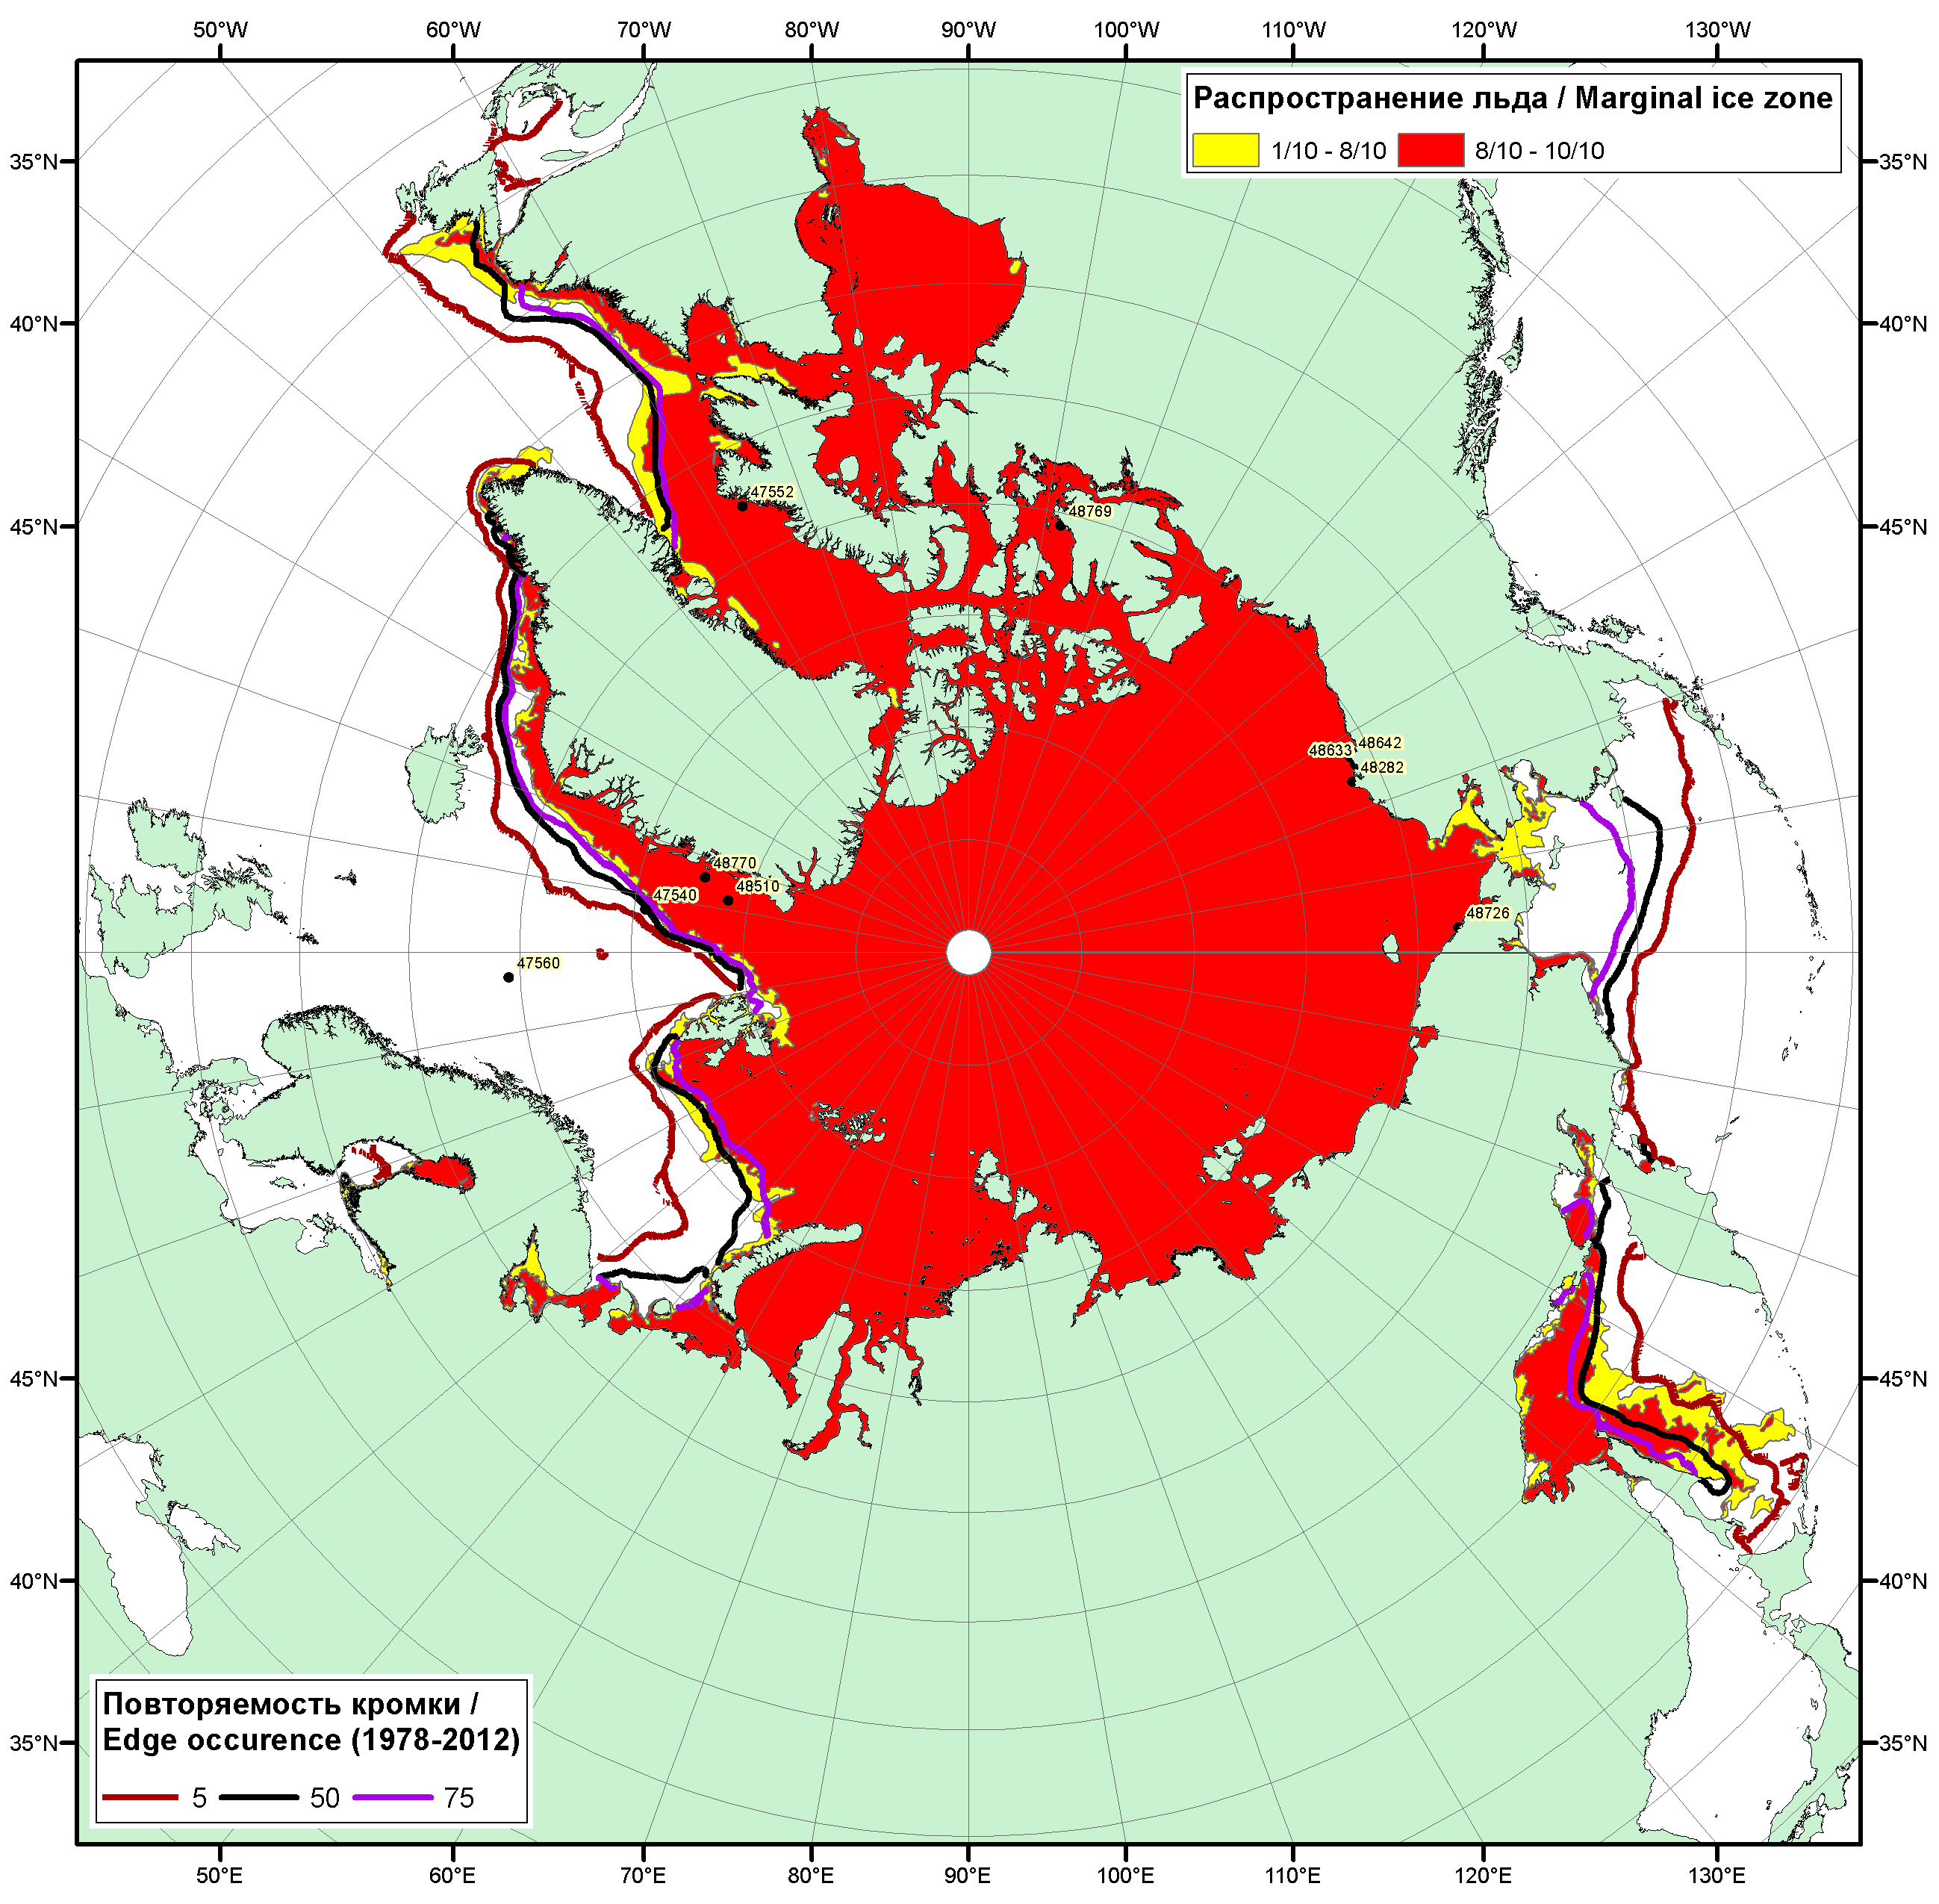 50°W 60°W 70°W 80°W 90°W 100°W 110°W 120°W 130°W
Распространение льда / Marginal ice zone
1/10 - 8/10 8/10 - 10/10
35°N 35°N
40°N 40°N
47552
48769
45°N 45°N
48642
48633
48282
48770
48510
47540
48726
47560
45°N 45°N
40°N 40°N
Повторяемость кромки /
Edge occurence (1978-2012)
35°N 35°N
5 50 75
50°E 60°E 70°E 80°E 90°E 100°E 110°E 120°E 130°E